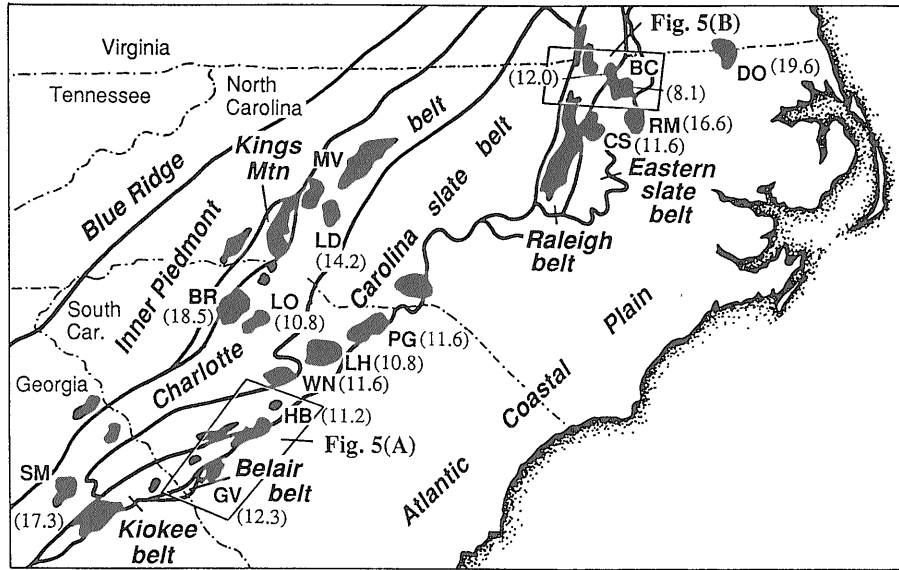 Fig. 5(B)
Virginia
BC
DO (19.6)
(12.0)
(8.1)
Tennessee
North
Carolina
Kings
Mtn
MV
belt
RM (16.6)
CS
(11.6)
Eastern
slate
belt
Blue Ridge
Carolina slate belt
LD
(14.2)
Raleigh
belt
Inner Piedmont
South
Car.
BR
(18.5)
LO
(10.8)
PG (11.6)
LH (10.8)
WN (11.6)
Charlotte
Georgia
HB (11.2)
Fig. 5(A)
Atlantic Coastal Plain
SM
(17.3)
Belair
belt
GV
(12.3)
Kiokee
belt